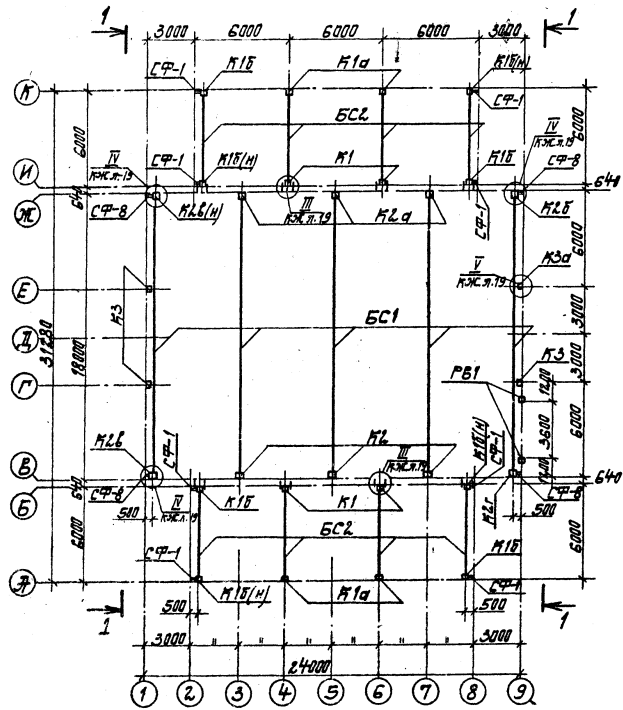 1 1
3000 6000 6000 6000 3000
СФ-1 К1б К1а К1б(н)
К
СФ-1
БС2
6000 6000
IV
КЖ.л.19
СФ-1 К1б(н) К1 К1б
IV
КЖ.л.19
СФ-8
И
640 640
Ж
СФ-8 К2в(н)
III
КЖ.л.19
К2а СФ-1 К2б
6000
V
КЖ.л.19
К3а
Е
К3
3000
БС1
Д
31280 18000
3000
Г
К3
РВ1 1200
6000 3600
К2в СФ-1 К2
III
КЖ.л.19
К1б(н) СФ-1
1200
В
640 640
Б
СФ-8
IV
КЖ.л.19
К1б К1 К2г СФ-8
500 500
БС2
6000 6000
СФ-1 К1б
А
К1б(н) К1а СФ-1
1 500 500 1
3000 " " " " " " 3000
24000
1 2 3 4 5 6 7 8 9